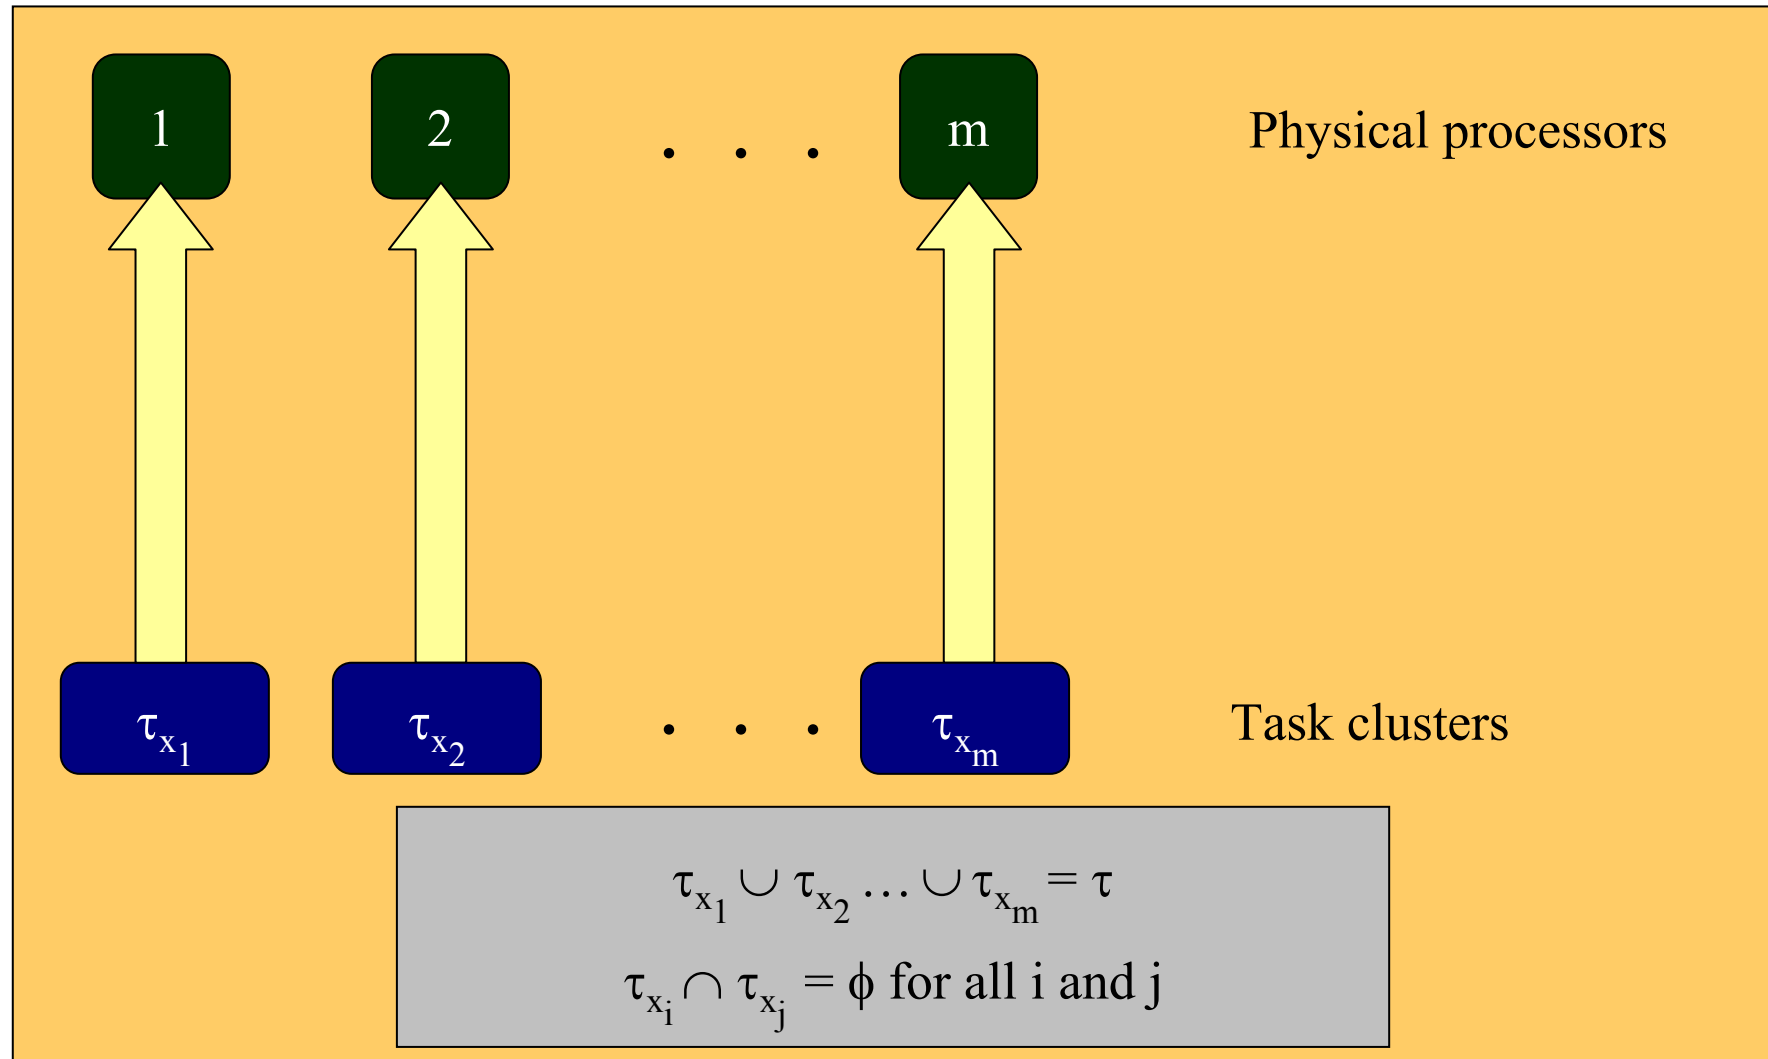 1 2 . . . m Physical processors
τx1 τx2 . . . τxm Task clusters
τx1 ∪ τx2 … ∪ τxm = τ
τxi ∩ τxj = ϕ for all i and j